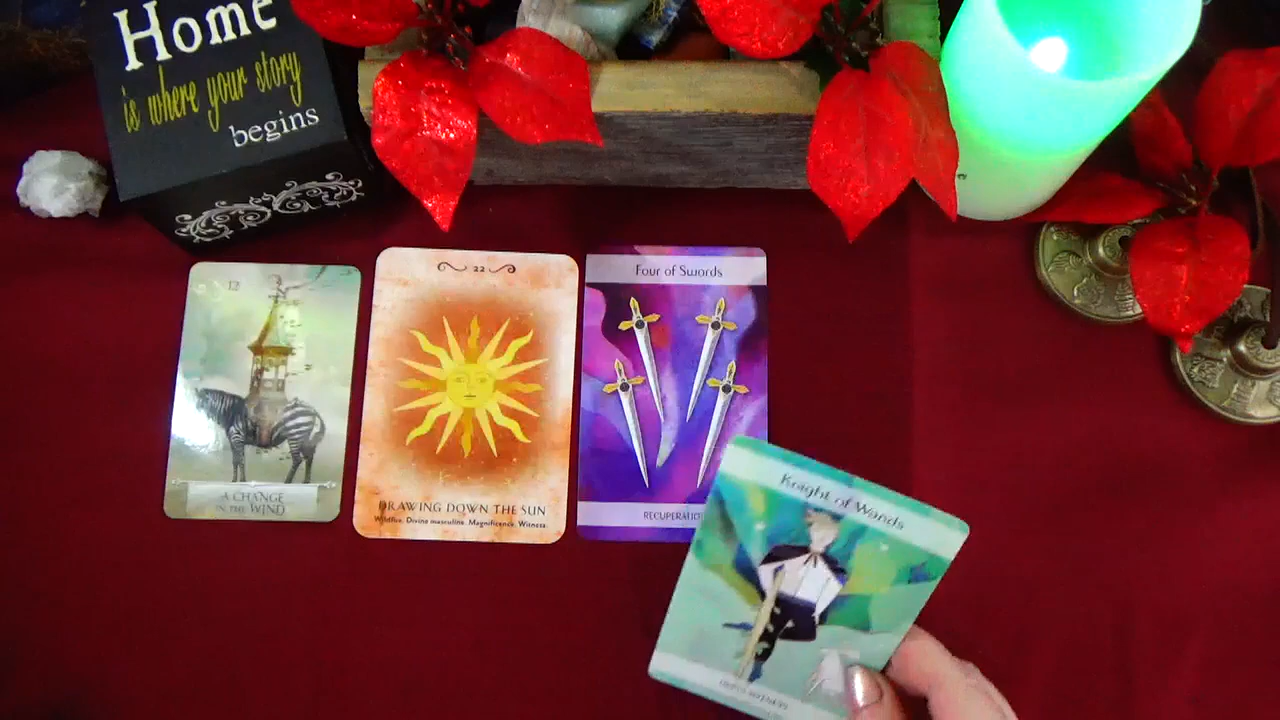 Home
is where your story
begins
12
A CHANGE
IN THE WIND
22
DRAWING DOWN THE SUN
Wildfire. Divine masculine. Magnificence. Witness.
Four of Swords
Knight of Wands